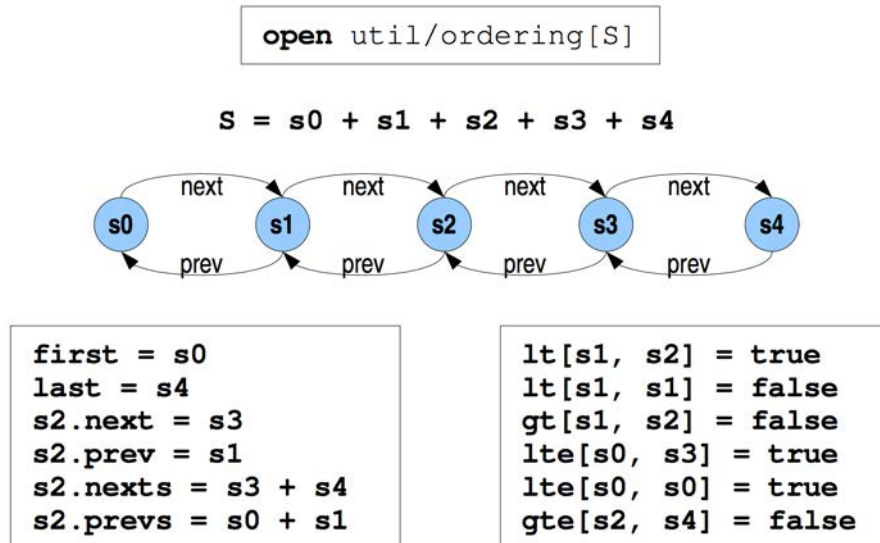 open util/ordering[S]
S = s0 + s1 + s2 + s3 + s4
next next next next
s0 s1 s2 s3 s4
prev prev prev prev
first = s0
last = s4
s2.next = s3
s2.prev = s1
s2.nexts = s3 + s4
s2.prevs = s0 + s1
lt[s1, s2] = true
lt[s1, s1] = false
gt[s1, s2] = false
lte[s0, s3] = true
lte[s0, s0] = true
gte[s2, s4] = false